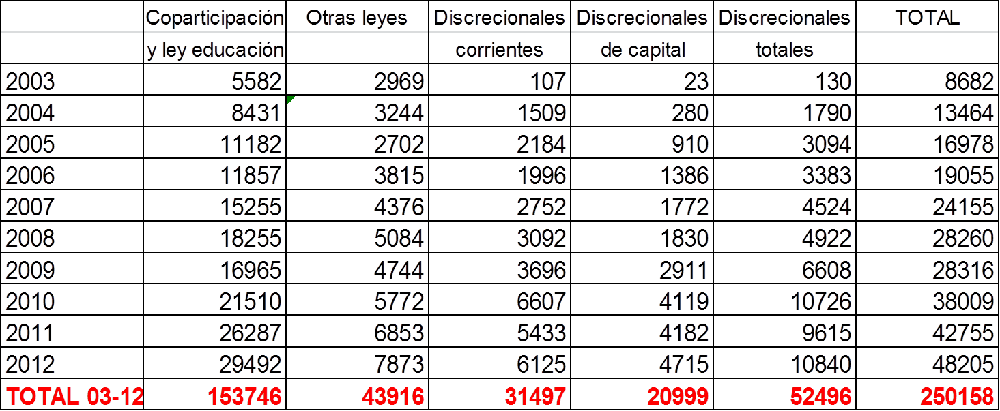 Coparticipación Otras leyes Discrecionales Discrecionales Discrecionales TOTAL
y ley educación corrientes de capital totales
2003 5582 2969 107 23 130 8682
2004 8431 3244 1509 280 1790 13464
2005 11182 2702 2184 910 3094 16978
2006 11857 3815 1996 1386 3383 19055
2007 15255 4376 2752 1772 4524 24155
2008 18255 5084 3092 1830 4922 28260
2009 16965 4744 3696 2911 6608 28316
2010 21510 5772 6607 4119 10726 38009
2011 26287 6853 5433 4182 9615 42755
2012 29492 7873 6125 4715 10840 48205
TOTAL 03-12 153746 43916 31497 20999 52496 250158